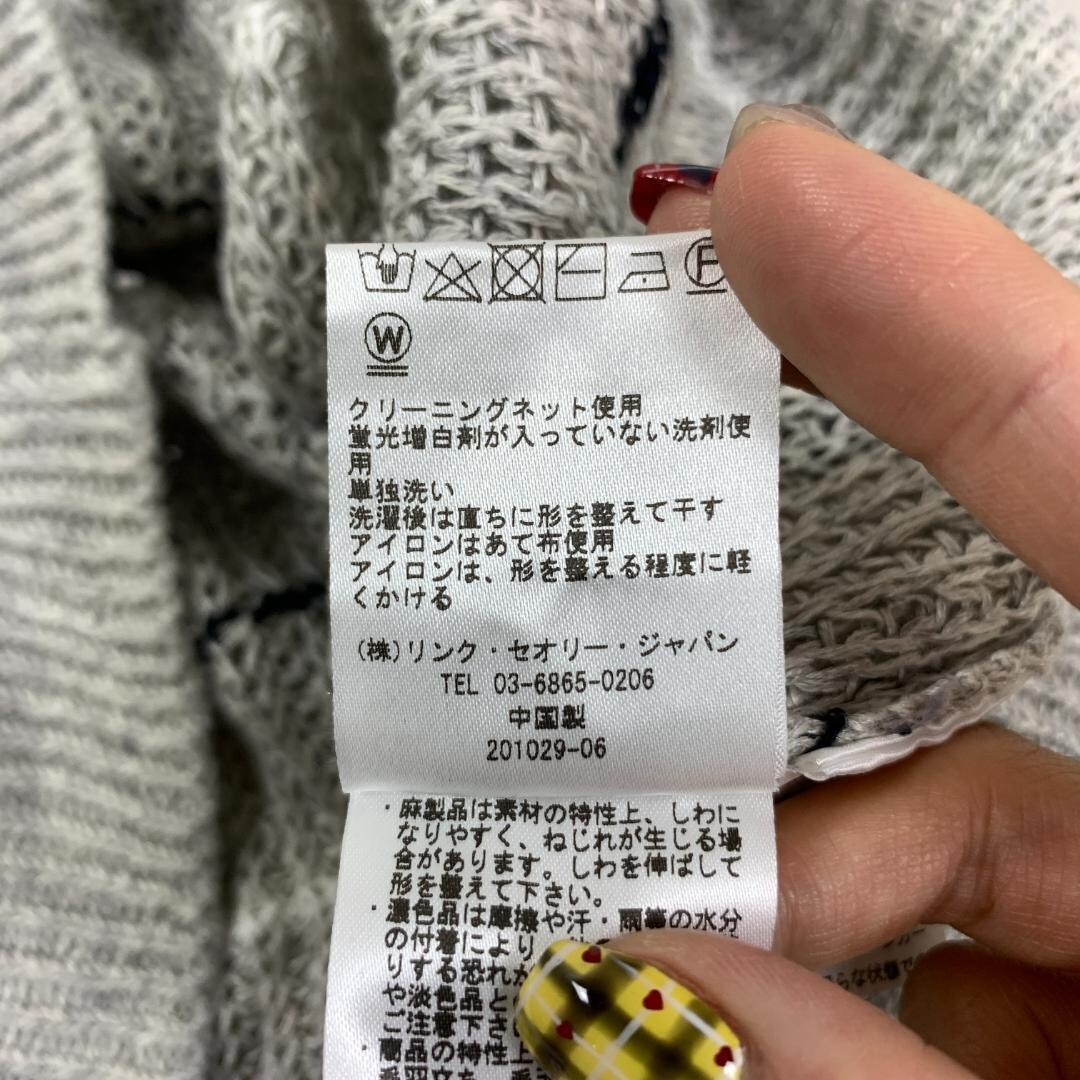 F
W
クリーニングネット使用
蛍光増白剤が入っていない洗剤使
用
単独洗い
洗濯後は直ちに形を整えて干す
アイロンはあて布使用
アイロンは、形を整える程度に軽
くかける
(株)リンク・セオリー・ジャパン
TEL 03-6865-0206
中国製
201029-06
・麻製品は素材の特性上、しわに
なりやすく、ねじれが生じる場
合があります。しわを伸ばして
形を整えて下さい。
・濃色品は摩擦や汗・雨等の水分
の付着により、
りする恐れが
や淡色品と
ご注意下さ
・商品の特性上